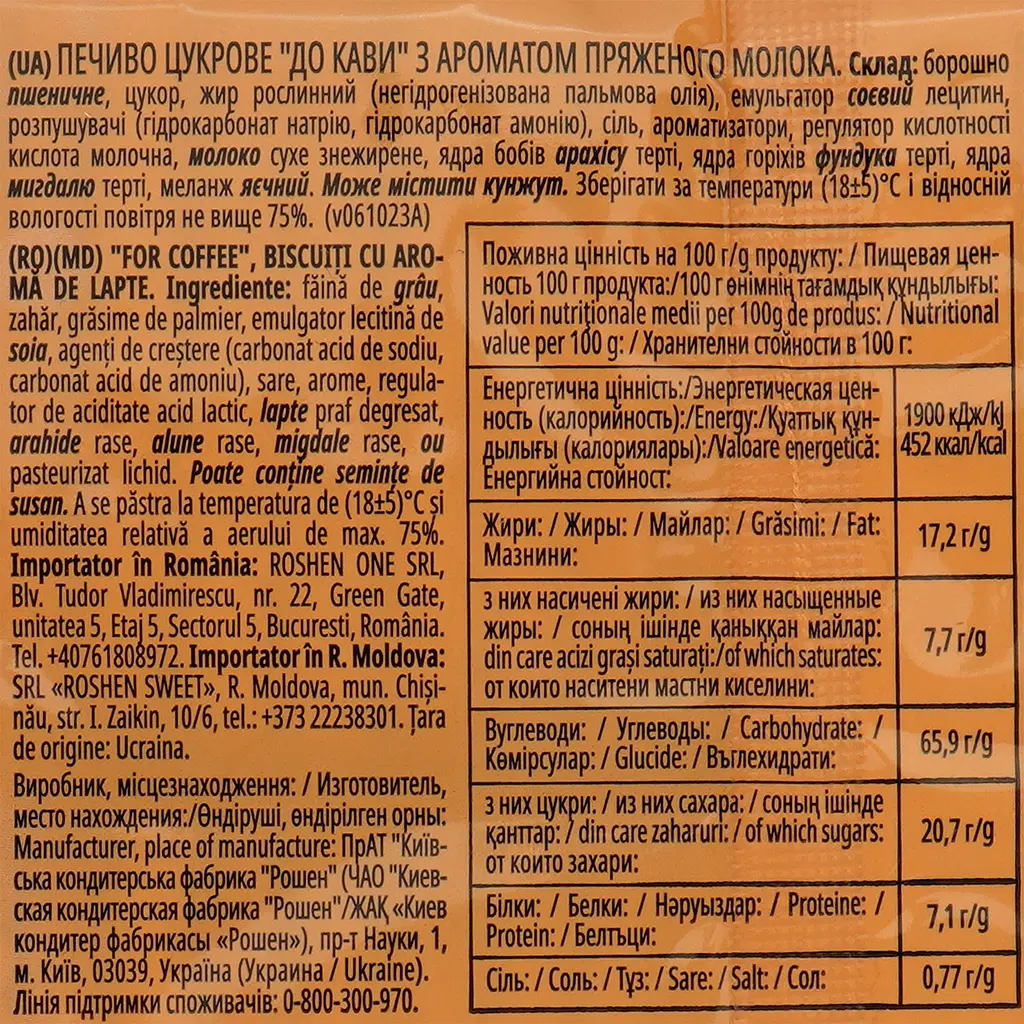 (UA) ПЕЧИВО ЦУКРОВЕ "ДО КАВИ" З АРОМАТОМ ПРЯЖЕНОГО МОЛОКА. Склад: борошно
пшеничне, цукор, жир рослинний (негідрогенізована пальмова олія), емульгатор соєвий лецитин,
розпушувачі (гідрокарбонат натрію, гідрокарбонат амонію), сіль, ароматизатори, регулятор кислотності
кислота молочна, молоко сухе знежирене, ядра бобів арахісу терті, ядра горіхів фундука терті, ядра
мигдалю терті, меланж яєчний. Може містити кунжут. Зберігати за температури (18±5)°С і відносній
вологості повітря не вище 75%. (v061023A)
(RO)(MD) "FOR COFFEE", BISCUIȚI CU ARO-
MĂ DE LAPTE. Ingrediente: făină de grâu,
zahăr, grăsime de palmier, emulgator lecitină de
soia, agenți de creștere (carbonat acid de sodiu,
carbonat acid de amoniu), sare, arome, regula-
tor de aciditate acid lactic, lapte praf degresat,
arahide rase, alune rase, migdale rase, ou
pasteurizat lichid. Poate conține semințe de
susan. A se păstra la temperatura de (18±5)°C și
umiditatea relativă a aerului de max. 75%.
Importator în România: ROSHEN ONE SRL,
Blv. Tudor Vladimirescu, nr. 22, Green Gate,
unitatea 5, Etaj 5, Sectorul 5, Bucuresti, România.
Tel. +40761808972. Importator în R. Moldova:
SRL «ROSHEN SWEET», R. Moldova, mun. Chiși-
nău, str. I. Zaikin, 10/6, tel.: +373 22238301. Țara
de origine: Ucraina.
Виробник, місцезнаходження: / Изготовитель,
место нахождения:/Өндіруші, өндірілген орны:
Manufacturer, place of manufacture: ПрАТ "Київ-
ська кондитерська фабрика "Рошен" (ЧАО "Киев-
ская кондитерская фабрика "Рошен"/ЖАҚ «Киев
кондитер фабрикасы «Рошен»), пр-т Науки, 1,
м. Київ, 03039, Україна (Украина / Ukraine).
Лінія підтримки споживачів: 0-800-300-970.
Поживна цінність на 100 г/g продукту: / Пищевая цен-
ность 100 г продукта:/100 г өнімнің тағамдық құндылығы:
Valori nutriționale medii per 100g de produs: / Nutritional
value per 100 g: / Хранителни стойности в 100 г:
Енергетична цінність:/Энергетическая цен-
ность (калорийность):/Energy:/Қуаттық құн-
дылығы (калориялары):/Valoare energetică:
Енергийна стойност:
1900 кДж/kJ
452 ккал/kcal
Жири: / Жиры: / Майлар: / Grăsimi: / Fat:
Мазнини:
17,2 г/g
з них насичені жири: / из них насыщенные
жиры: / соның ішінде қаныққан майлар:
din care acizi grași saturați:/of which saturates:
от които наситени мастни киселини:
7,7 г/g
Вуглеводи: / Углеводы: / Carbohydrate: /
Көмірсулар: / Glucide: / Въглехидрати:
65,9 г/g
з них цукри: / из них сахара: / соның ішінде
қанттар: / din care zaharuri: / of which sugars:
от които захари:
20,7 г/g
Білки: / Белки: / Нәруыздар: / Proteine: /
Protein: / Белтъци:
7,1 г/g
Сіль: / Соль: / Тұз: / Sare: / Salt: / Сол:
0,77 г/g